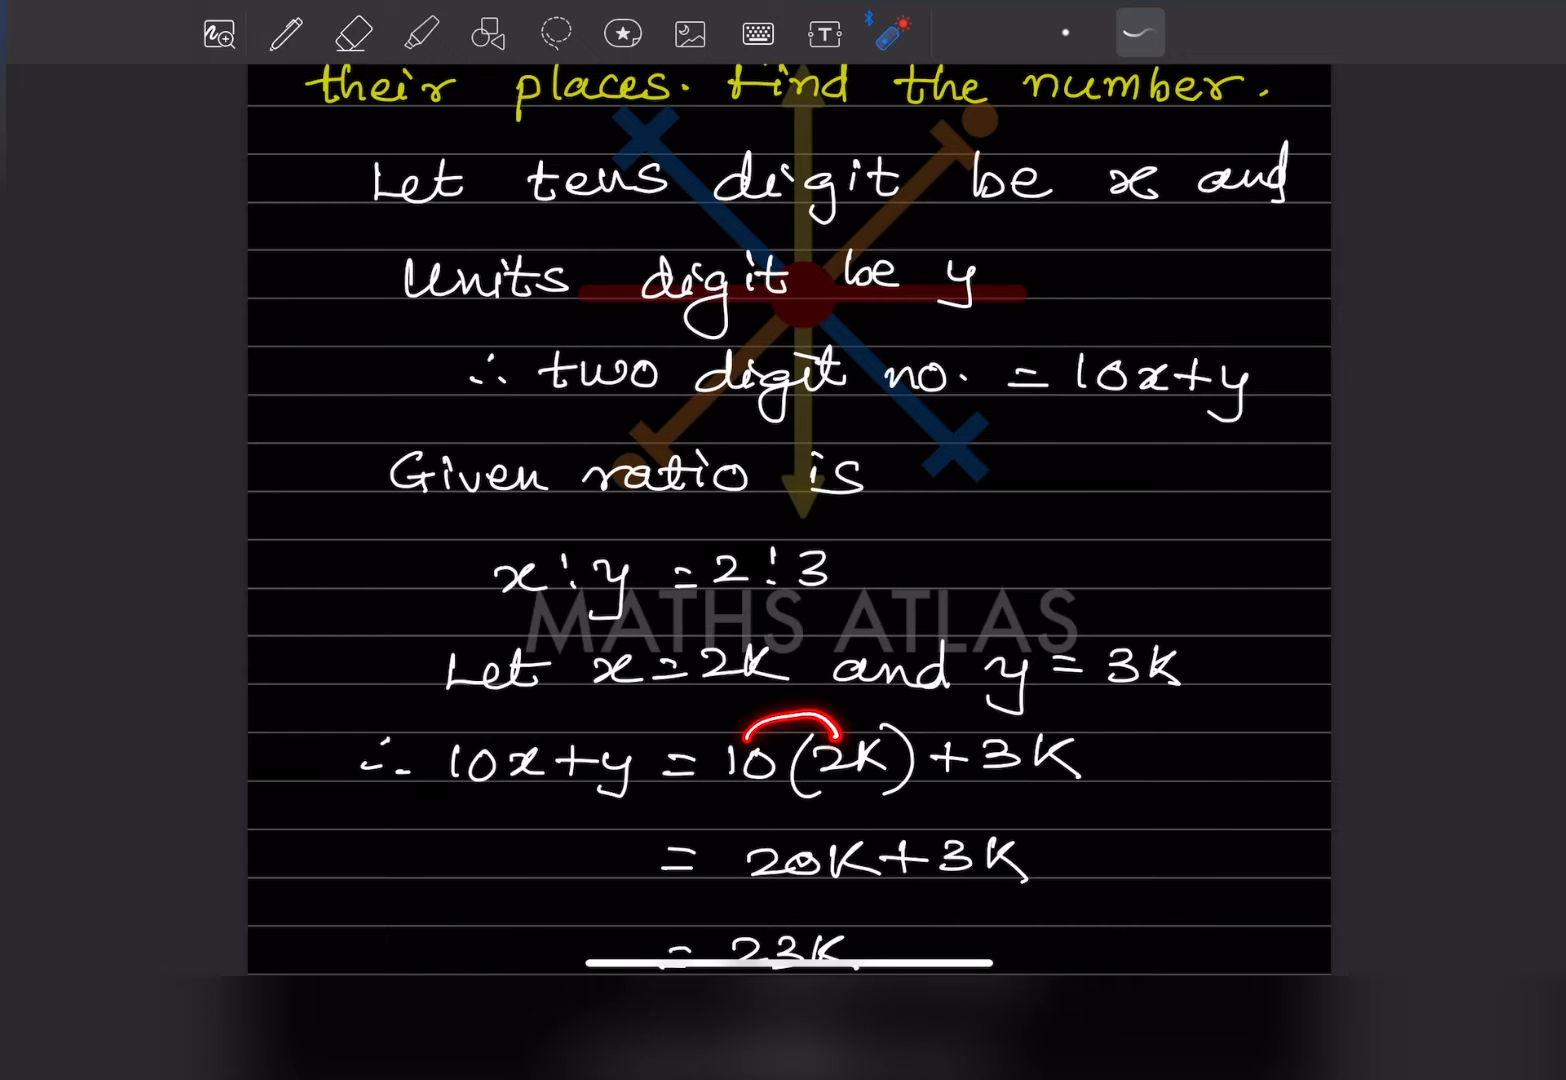 their places. Find the number.
Let tens digit be x and
Units digit be y
∴ two digit no. = 10x+y
Given ratio is
x:y = 2:3
MATHS ATLAS
Let x=2K and y=3K
∴ 10x+y = 10(2K)+3K
= 20K+3K
= 23K